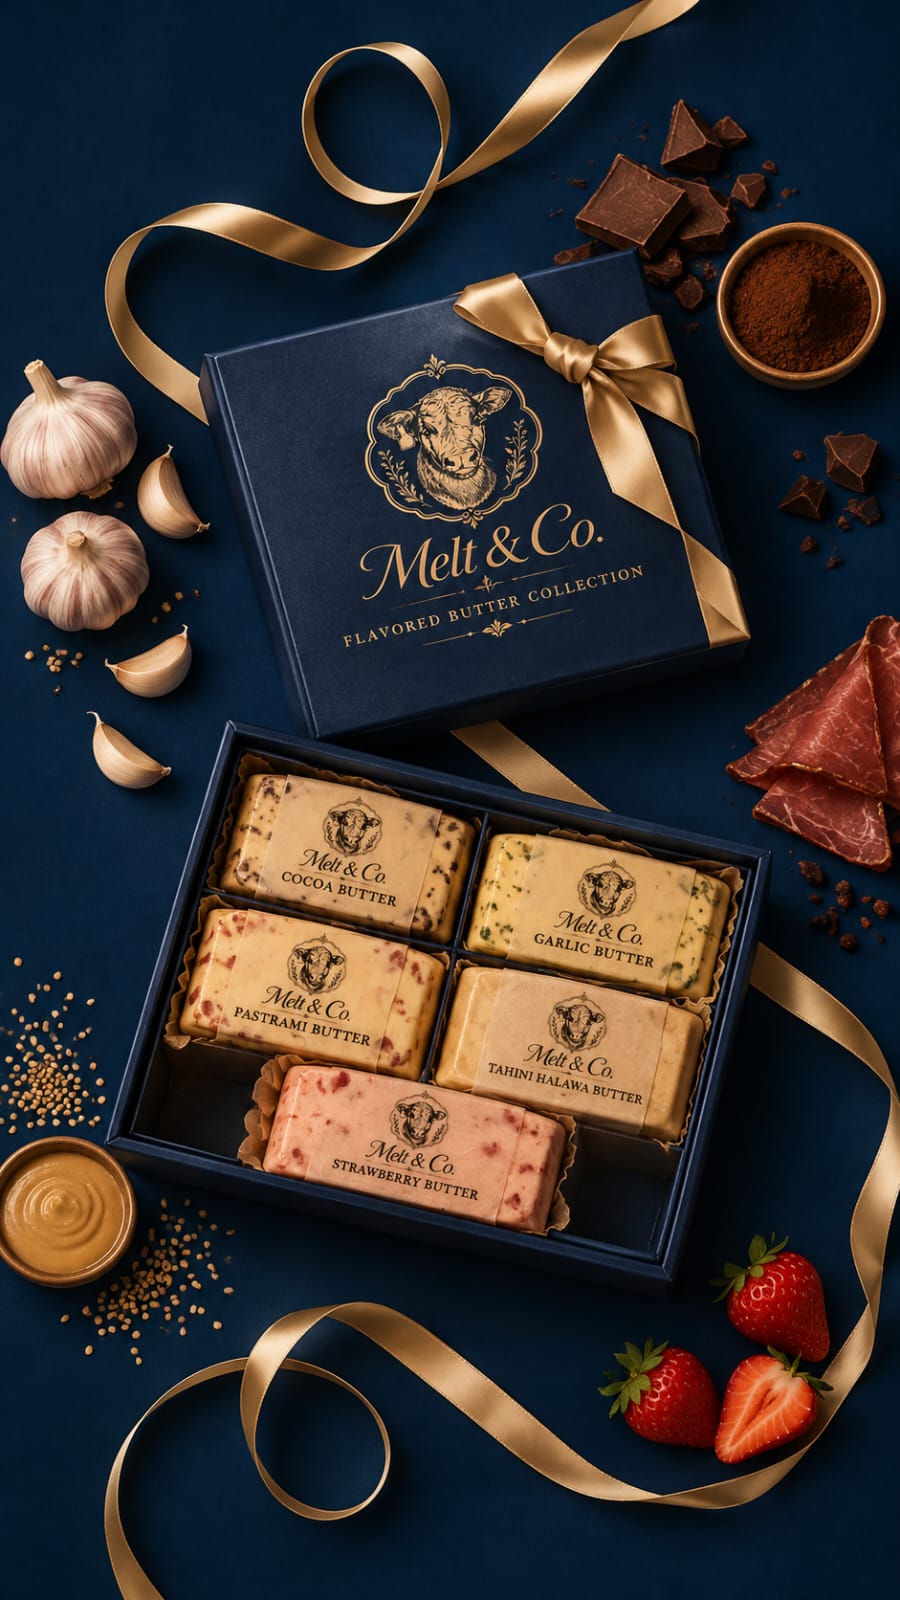 Melt & Co.
FLAVORED BUTTER COLLECTION
Melt & Co.
COCOA BUTTER
Melt & Co.
GARLIC BUTTER
Melt & Co.
PASTRAMI BUTTER
Melt & Co.
TAHINI HALAWA BUTTER
Melt & Co.
STRAWBERRY BUTTER